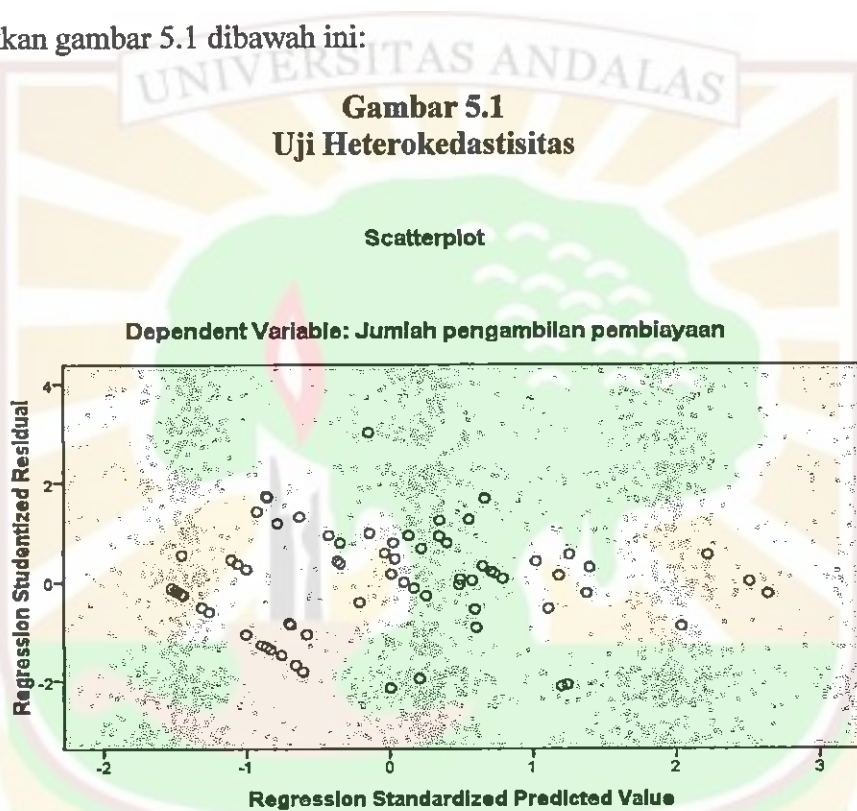 kan gambar 5.1 dibawah ini:
UNIVERSITAS ANDALAS
Gambar 5.1
Uji Heterokedastisitas
Scatterplot
Dependent Variable: Jumlah pengambilan pembiayaan
Regression Studentized Residual
4
2
0
-2
-2
-1
0
1
2
3
Regression Standardized Predicted Value